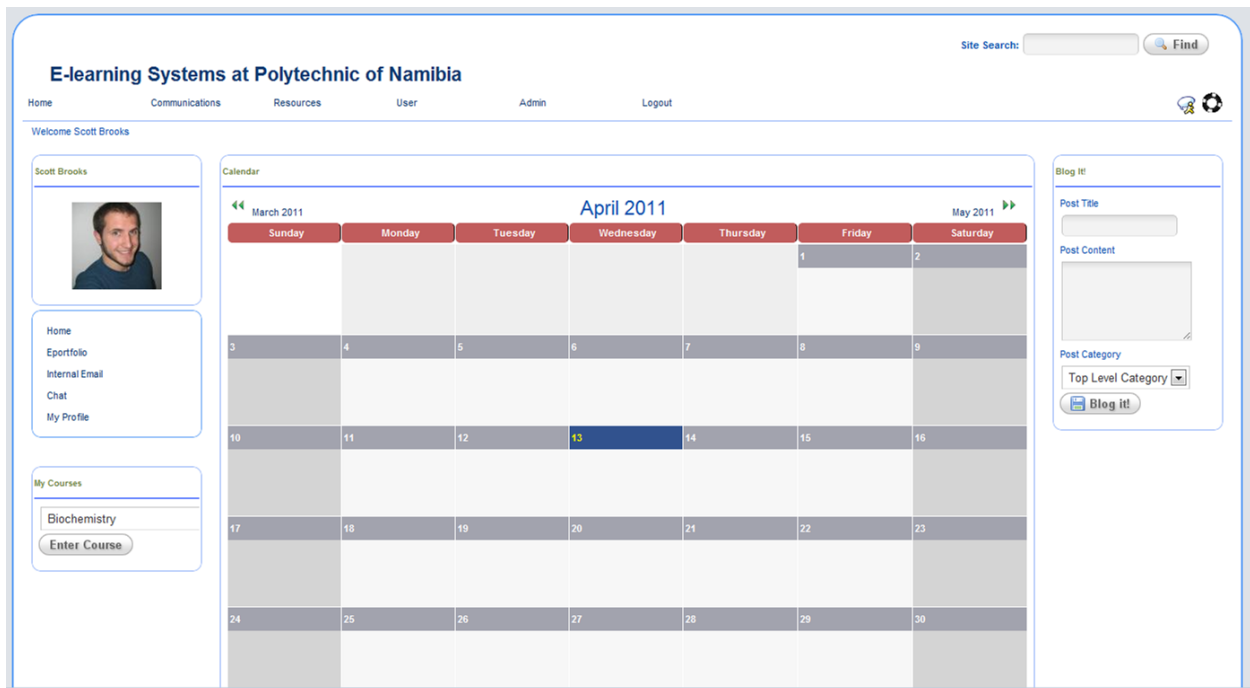 Site Search:
Find
E-learning Systems at Polytechnic of Namibia
Home Communications Resources User Admin Logout
Welcome Scott Brooks
Scott Brooks
Home
Eportfolio
Internal Email
Chat
My Profile
My Courses
Biochemistry
Enter Course
Calendar
March 2011 April 2011 May 2011
Sunday Monday Tuesday Wednesday Thursday Friday Saturday
1 2
3 4 5 6 7 8 9
10 11 12 13 14 15 16
17 18 19 20 21 22 23
24 25 26 27 28 29 30
Blog It!
Post Title
Post Content
Post Category
Top Level Category
Blog it!